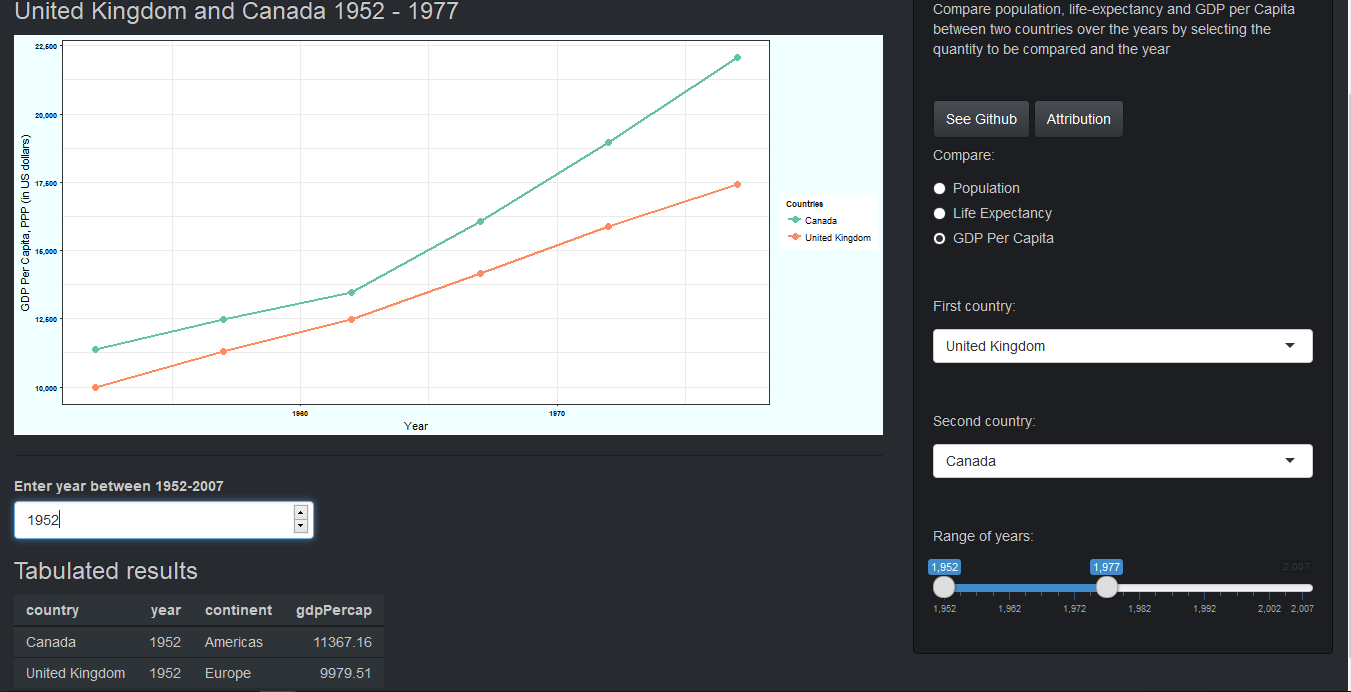 United Kingdom and Canada 1952 - 1977
22,500
20,000
17,500
15,000
12,500
10,000
GDP Per Capita, PPP (in US dollars)
1960
1970
Year
Countries
Canada
United Kingdom
Enter year between 1952-2007
1952
Tabulated results
country year continent gdpPercap
Canada 1952 Americas 11367.16
United Kingdom 1952 Europe 9979.51
Compare population, life-expectancy and GDP per Capita
between two countries over the years by selecting the
quantity to be compared and the year
See Github
Attribution
Compare:
Population
Life Expectancy
GDP Per Capita
First country:
United Kingdom
Second country:
Canada
Range of years:
1,952 1,977 2,007
1,952 1,962 1,972 1,982 1,992 2,002 2,007